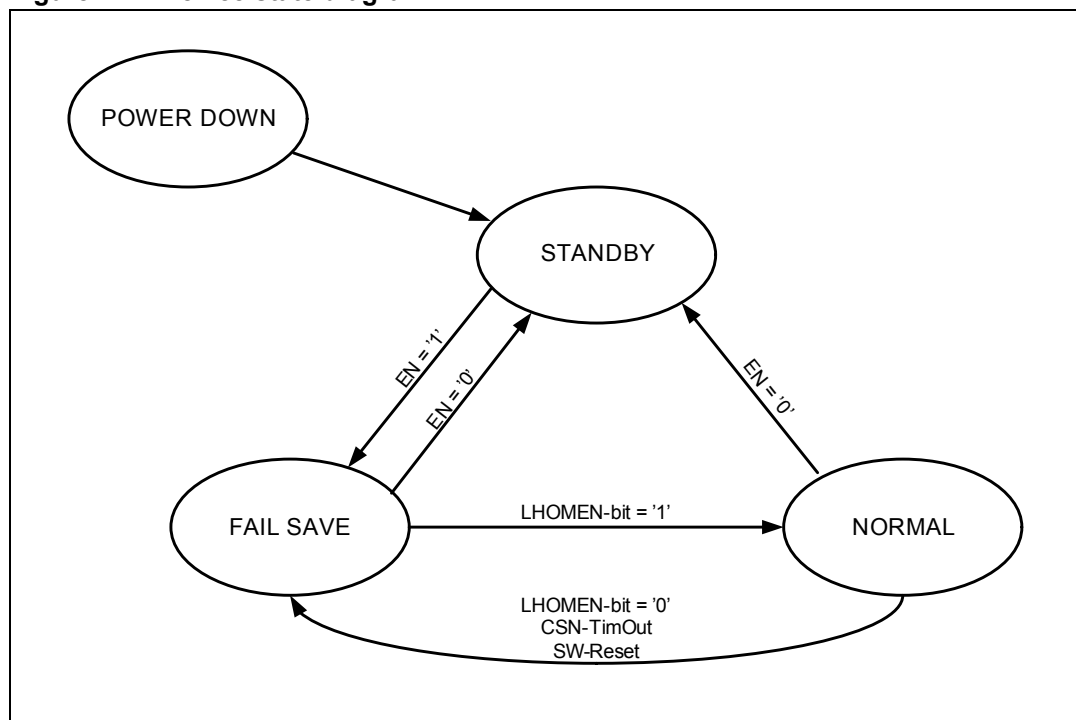 POWER DOWN
STANDBY
EN = '1'
EN = '0'
EN = '0'
FAIL SAVE
LHOMEN-bit = '1'
NORMAL
LHOMEN-bit = '0'
CSN-TimOut
SW-Reset